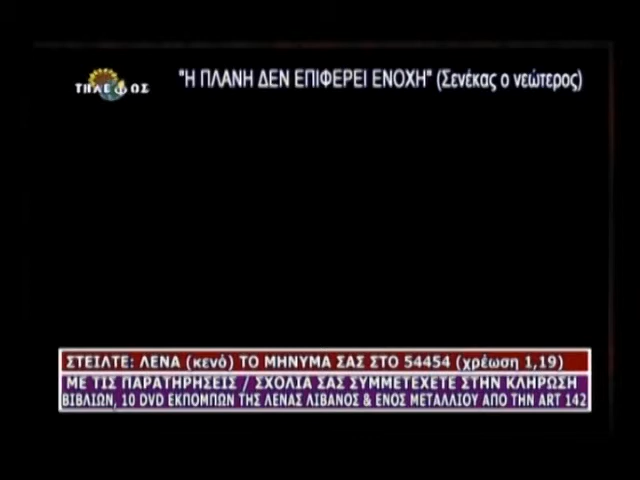 "Η ΠΛΑΝΗ ΔΕΝ ΕΠΙΦΕΡΕΙ ΕΝΟΧΗ" (Σενέκας ο νεώτερος)
ΤΗΛΕΦΩΣ
ΣΤΕΙΛΤΕ: ΛΕΝΑ (κενό) ΤΟ ΜΗΝΥΜΑ ΣΑΣ ΣΤΟ 54454 (χρέωση 1,19)
ΜΕ ΤΙΣ ΠΑΡΑΤΗΡΗΣΕΙΣ / ΣΧΟΛΙΑ ΣΑΣ ΣΥΜΜΕΤΕΧΕΤΕ ΣΤΗΝ ΚΛΗΡΩΣΗ
ΒΙΒΛΙΩΝ, 10 DVD ΕΚΠΟΜΠΩΝ ΤΗΣ ΛΕΝΑΣ ΛΙΒΑΝΟΣ & ΕΝΟΣ ΜΕΤΑΛΛΙΟΥ ΑΠΟ ΤΗΝ ART 142